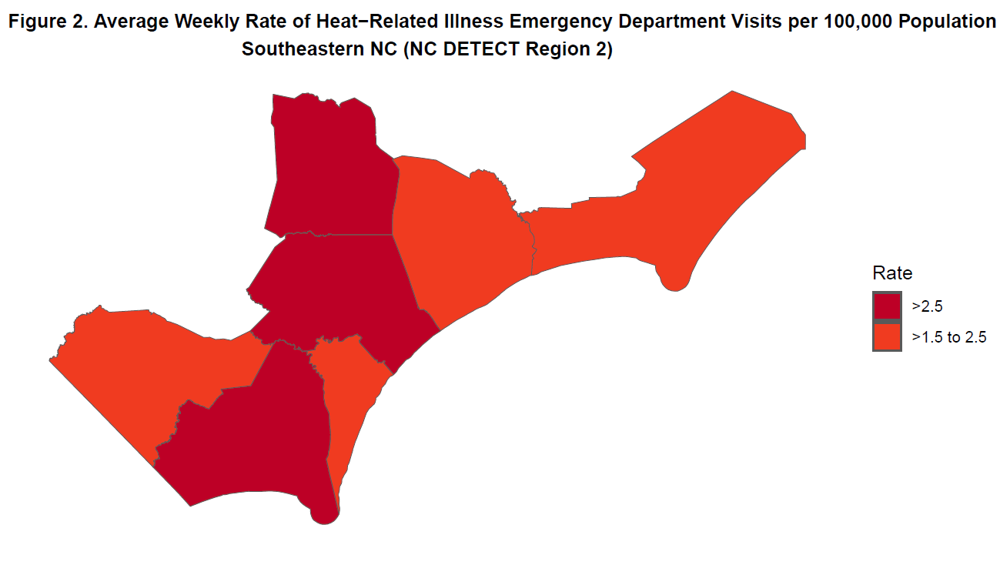 Figure 2. Average Weekly Rate of Heat−Related Illness Emergency Department Visits per 100,000 Population
Southeastern NC (NC DETECT Region 2)
Rate
>2.5
>1.5 to 2.5